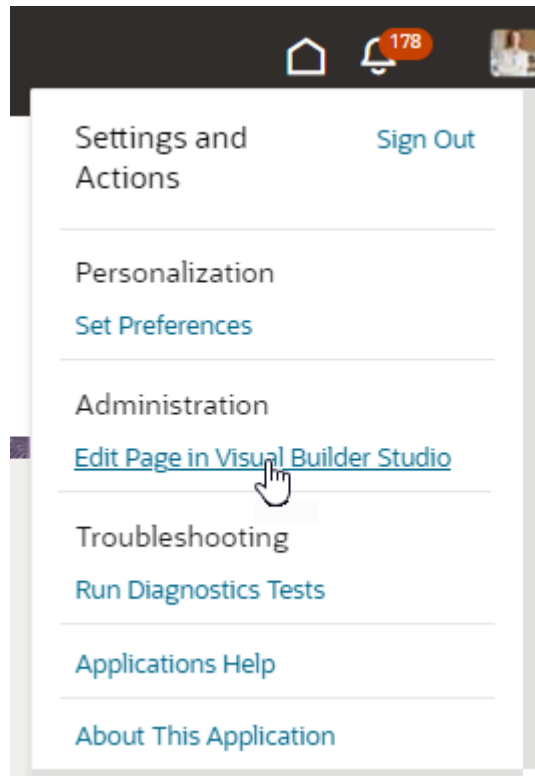 178
Settings and
Actions
Sign Out
Personalization
Set Preferences
Administration
Edit Page in Visual Builder Studio
Troubleshooting
Run Diagnostics Tests
Applications Help
About This Application